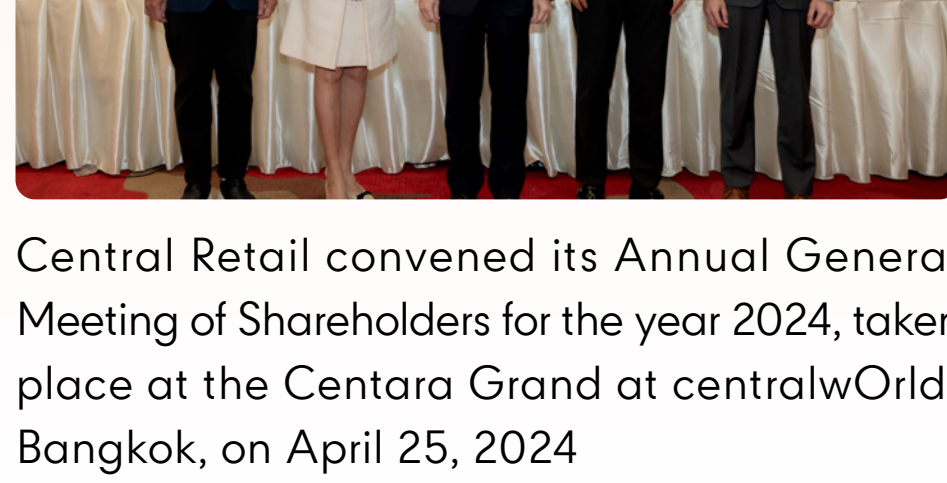 Central Retail convened its Annual Genera
Meeting of Shareholders for the year 2024, taken
place at the Centara Grand at centralwOrld
Bangkok, on April 25, 2024